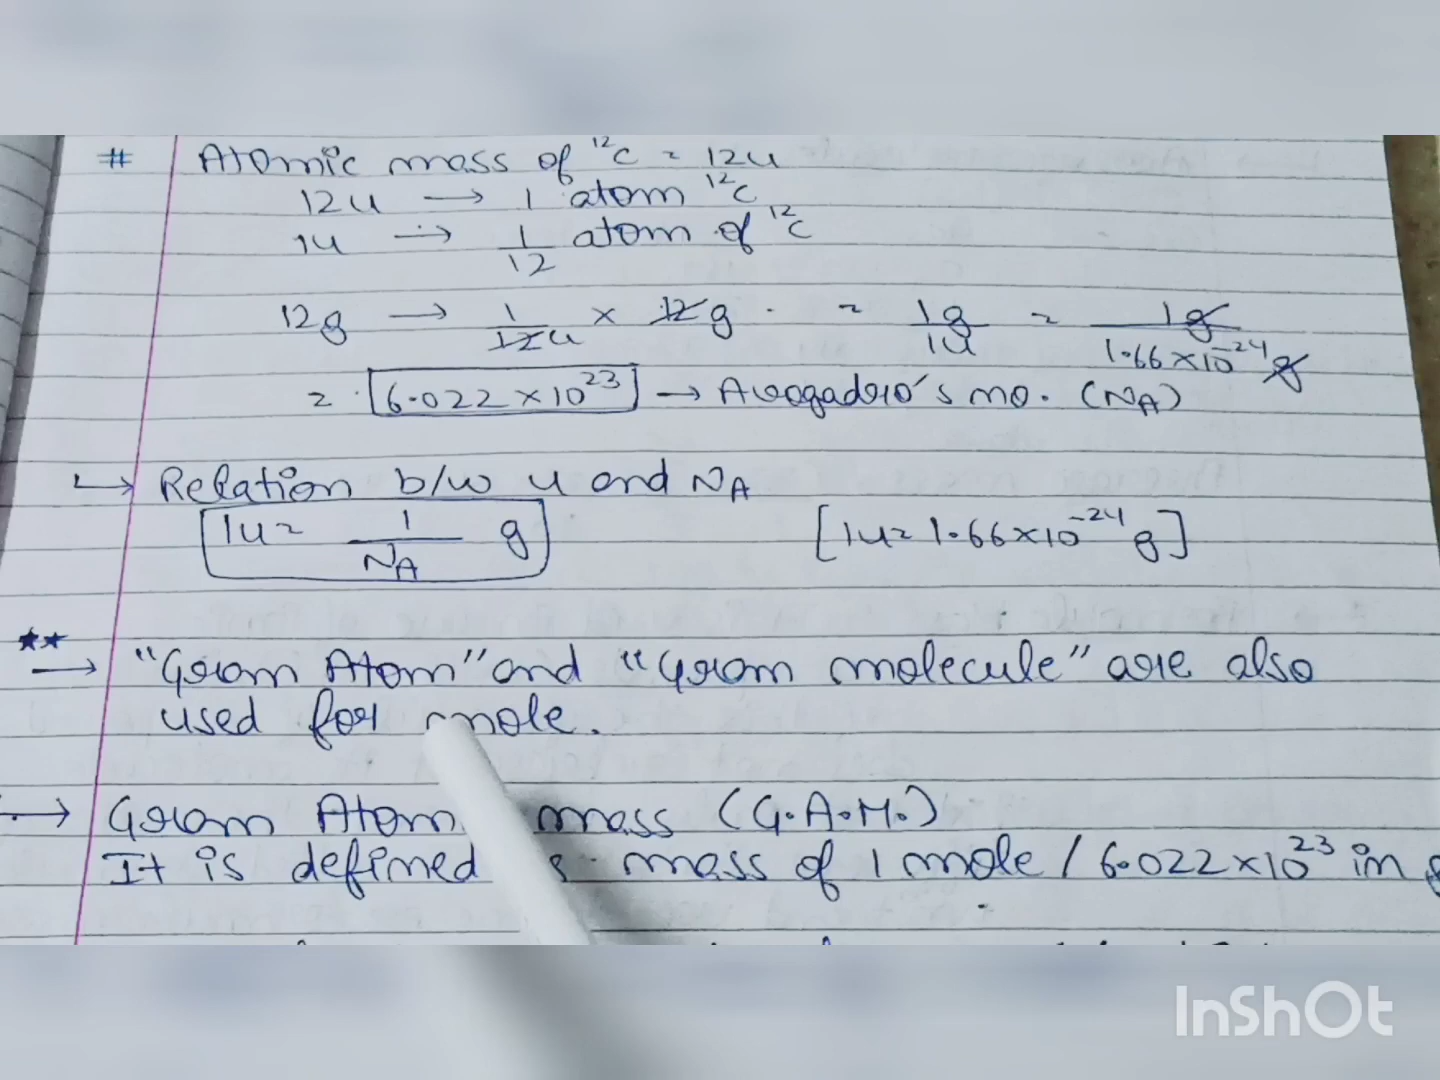 # Atomic mass of ¹²C = 12u
12u → 1 atom ¹²C
1u → 1/12 atom of ¹²C
12g → 1/12u × 12g = 1g/1u = 1g/1.66×10⁻²⁴g
= 6.022×10²³ → Avogadro's no. (NA)
↳ Relation b/w u and NA
1u = 1/NA g [1u = 1.66×10⁻²⁴ g]
★★
→ "Gram Atom" and "Gram molecule" are also
used for mole.
→ Gram Atom mass (G.A.M.)
It is defined mass of 1 mole / 6.022×10²³ in
InShOt